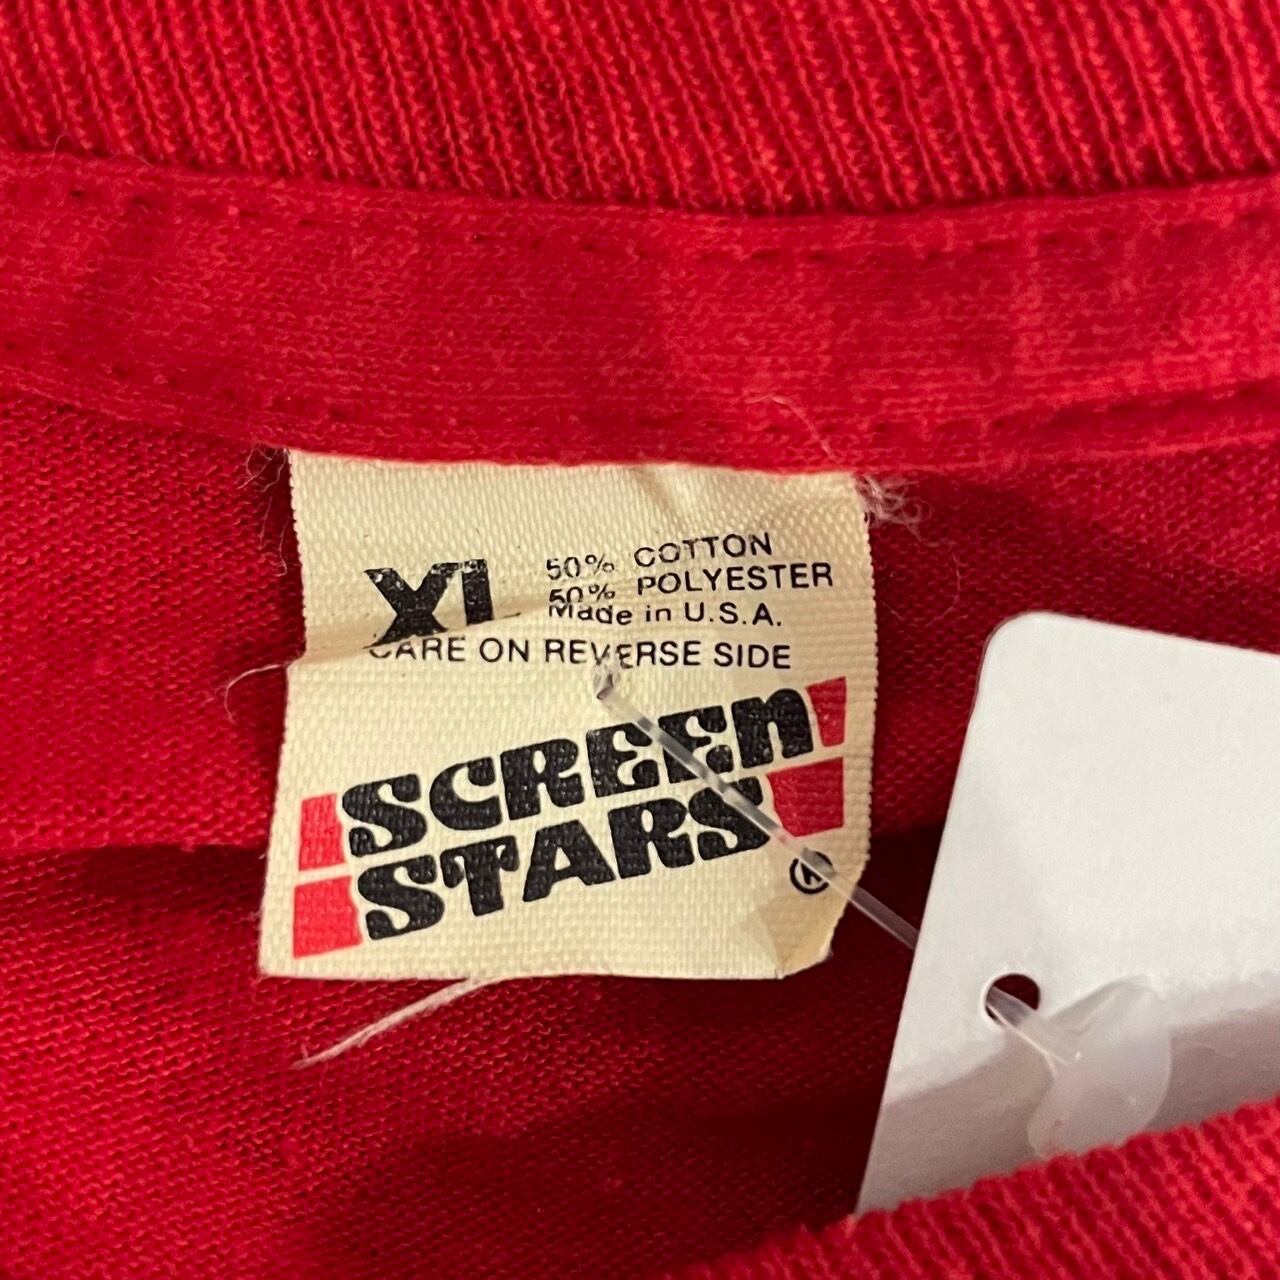 XL
50% COTTON
50% POLYESTER
Made in U.S.A.
CARE ON REVERSE SIDE
SCREEN
STARS
®